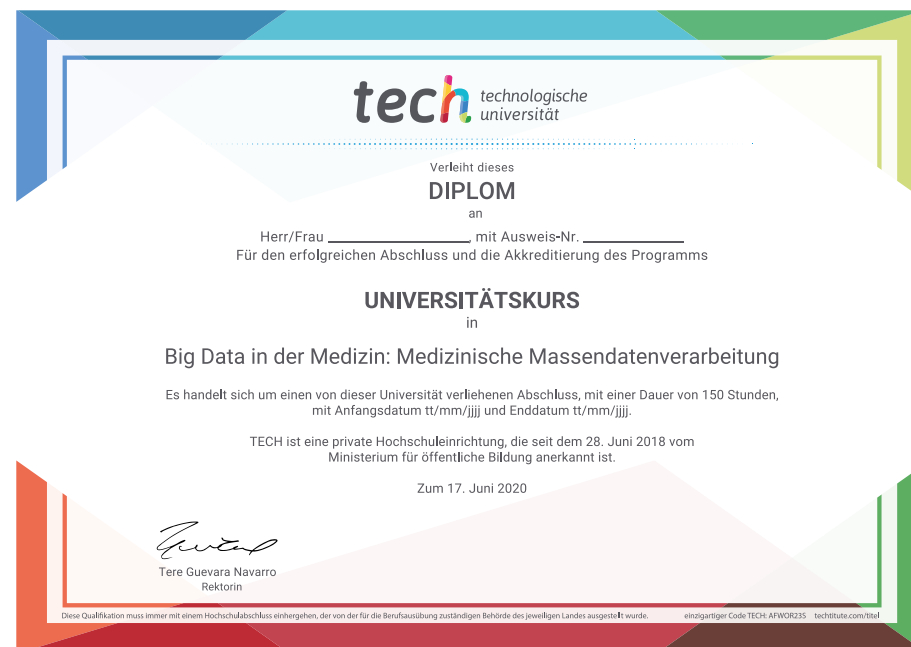 tech technologische
universität
Verleiht dieses
DIPLOM
an
Herr/Frau ____________________, mit Ausweis-Nr. ______________
Für den erfolgreichen Abschluss und die Akkreditierung des Programms
UNIVERSITÄTSKURS
in
Big Data in der Medizin: Medizinische Massendatenverarbeitung
Es handelt sich um einen von dieser Universität verliehenen Abschluss, mit einer Dauer von 150 Stunden,
mit Anfangsdatum tt/mm/jjjj und Enddatum tt/mm/jjjj.
TECH ist eine private Hochschuleinrichtung, die seit dem 28. Juni 2018 vom
Ministerium für öffentliche Bildung anerkannt ist.
Zum 17. Juni 2020
Tere Guevara Navarro
Rektorin
Diese Qualifikation muss immer mit einem Hochschulabschluss einhergehen, der von der für die Berufsausübung zuständigen Behörde des jeweiligen Landes ausgestellt wurde. einzigartiger Code TECH: AFWOR23S techtitute.com/titel